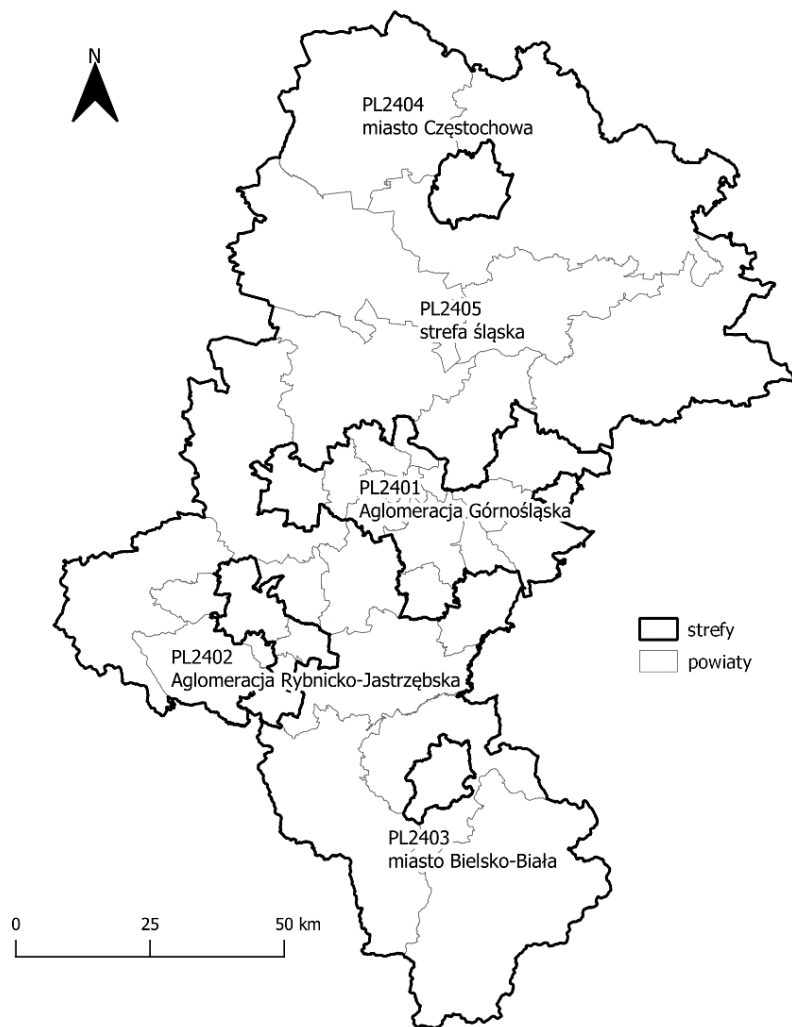 N
PL2404
miasto Częstochowa
PL2405
strefa śląska
PL2401
Aglomeracja Górnośląska
strefy
powiaty
PL2402
Aglomeracja Rybnicko-Jastrzębska
PL2403
miasto Bielsko-Biała
0 25 50 km